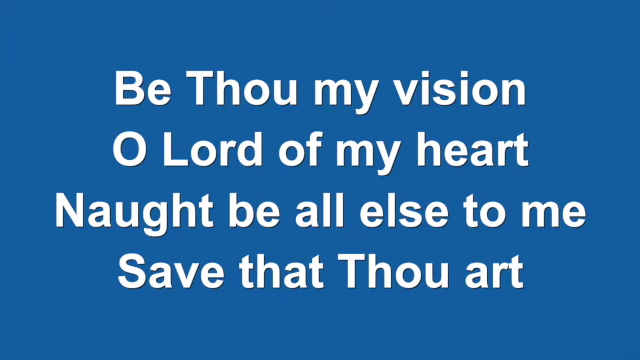 Be Thou my vision
O Lord of my heart
Naught be all else to me
Save that Thou art